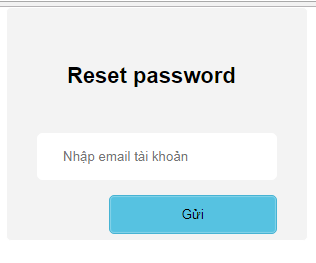 Reset password
Nhập email tài khoản
Gửi